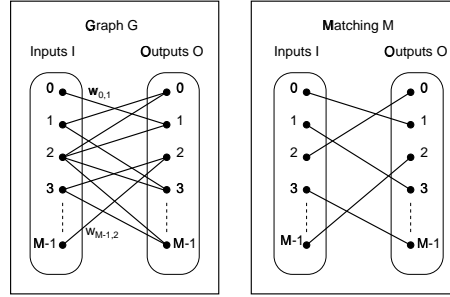 Graph G
Inputs I
Outputs O
0
w0,1
0
1
1
2
2
3
3
wM-1,2
M-1
M-1
Matching M
Inputs I
Outputs O
0
0
1
1
2
2
3
3
M-1
M-1